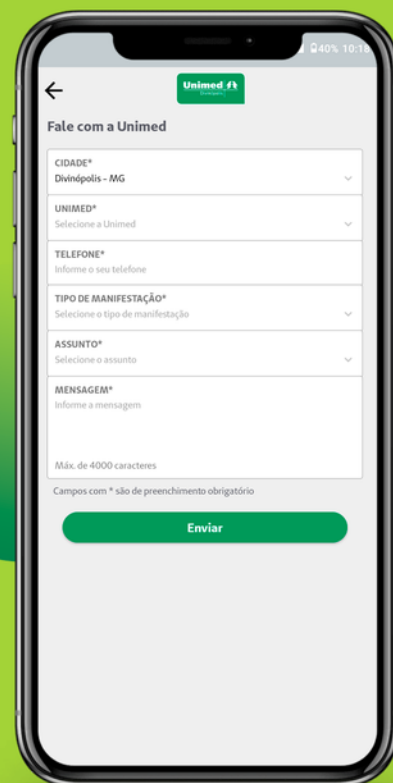 40% 10:18
Unimed
Divinópolis
Fale com a Unimed
CIDADE*
Divinópolis - MG
UNIMED*
Selecione a Unimed
TELEFONE*
Informe o seu telefone
TIPO DE MANIFESTAÇÃO*
Selecione o tipo de manifestação
ASSUNTO*
Selecione o assunto
MENSAGEM*
Informe a mensagem
Máx. de 4000 caracteres
Campos com * são de preenchimento obrigatório
Enviar